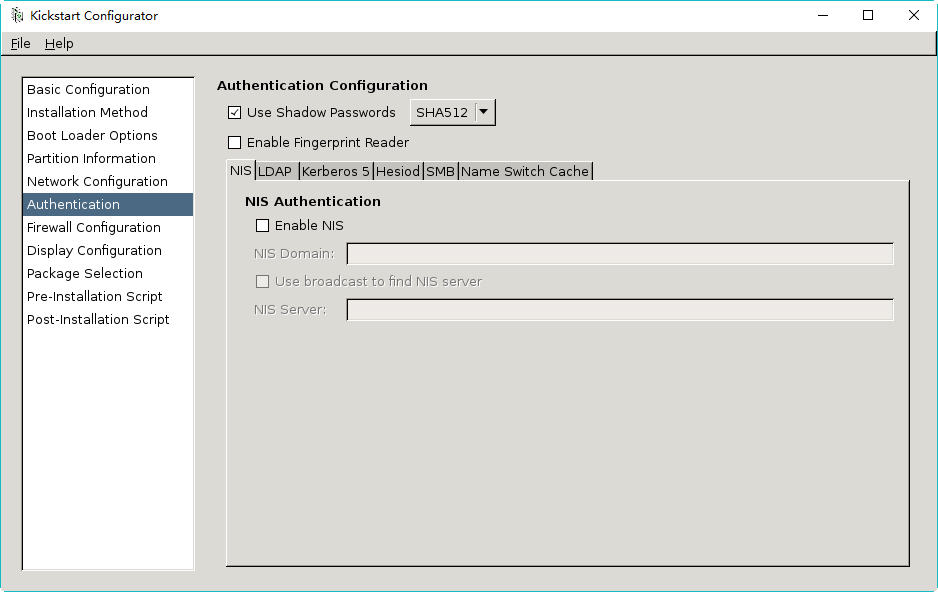 Kickstart Configurator
File Help
Basic Configuration
Installation Method
Boot Loader Options
Partition Information
Network Configuration
Authentication
Firewall Configuration
Display Configuration
Package Selection
Pre-Installation Script
Post-Installation Script
Authentication Configuration
Use Shadow Passwords SHA512
Enable Fingerprint Reader
NIS LDAP Kerberos 5 Hesiod SMB Name Switch Cache
NIS Authentication
Enable NIS
NIS Domain:
Use broadcast to find NIS server
NIS Server: